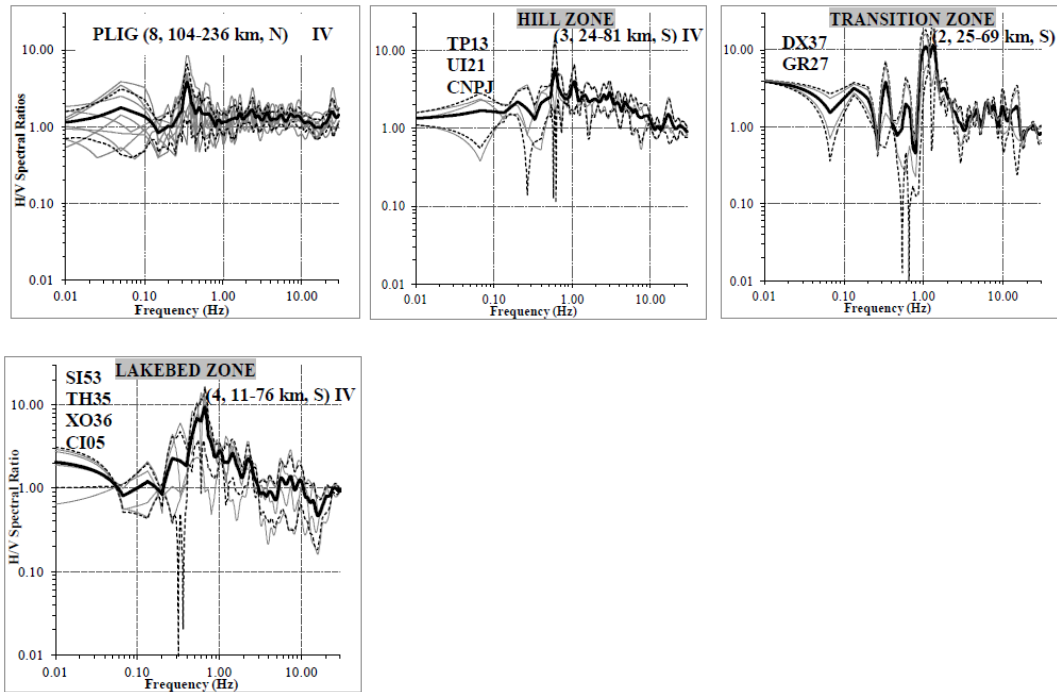 PLIG (8, 104-236 km, N) IV
10.00
1.00
0.10
0.01
H/V Spectral Ratios
0.01 0.10 1.00 10.00
Frequency (Hz)
HILL ZONE
(3, 24-81 km, S) IV
TP13
UI21
CNPJ
10.00
1.00
0.10
0.01
0.01 0.10 1.00 10.00
Frequency (Hz)
TRANSITION ZONE
(2, 25-69 km, S)
DX37
GR27
10.00
1.00
0.10
0.01
0.01 0.10 1.00 10.00
Frequency (Hz)
LAKEBED ZONE
SI53
(4, 11-76 km, S) IV
TH35
XO36
CI05
10.00
1.00
0.10
0.01
H/V Spectral Ratio
0.01 0.10 1.00 10.00
Frequency (Hz)